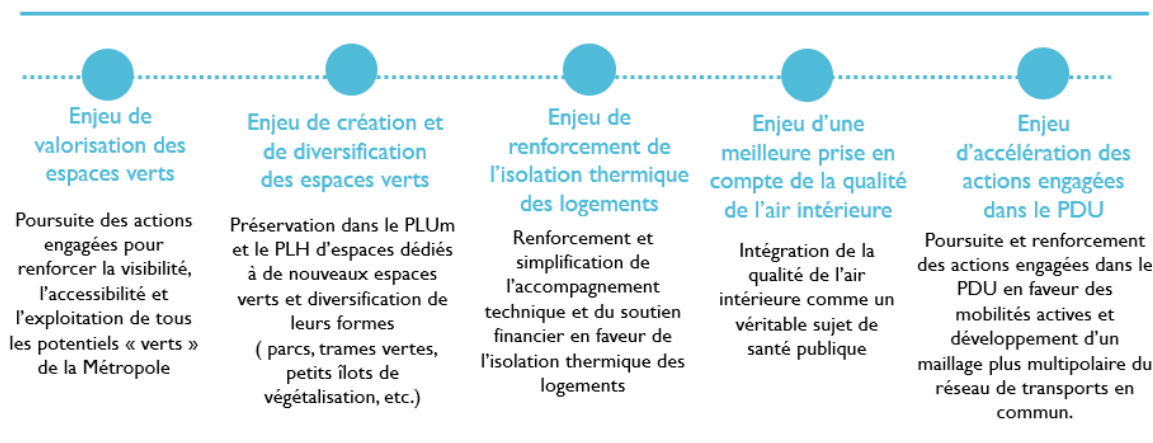 Enjeu de
valorisation des
espaces verts
Poursuite des actions
engagées pour
renforcer la visibilité,
l'accessibilité et
l'exploitation de tous
les potentiels « verts »
de la Métropole
Enjeu de création et
de diversification
des espaces verts
Préservation dans le PLUm
et le PLH d'espaces dédiés
à de nouveaux espaces
verts et diversification de
leurs formes
( parcs, trames vertes,
petits îlots de
végétalisation, etc.)
Enjeu de
renforcement de
l'isolation thermique
des logements
Renforcement et
simplification de
l'accompagnement
technique et du soutien
financier en faveur de
l'isolation thermique des
logements
Enjeu d'une
meilleure prise en
compte de la qualité
de l'air intérieure
Intégration de la
qualité de l'air
intérieure comme un
véritable sujet de
santé publique
Enjeu
d'accélération des
actions engagées
dans le PDU
Poursuite et renforcement
des actions engagées dans le
PDU en faveur des
mobilités actives et
développement d'un
maillage plus multipolaire du
réseau de transports en
commun.